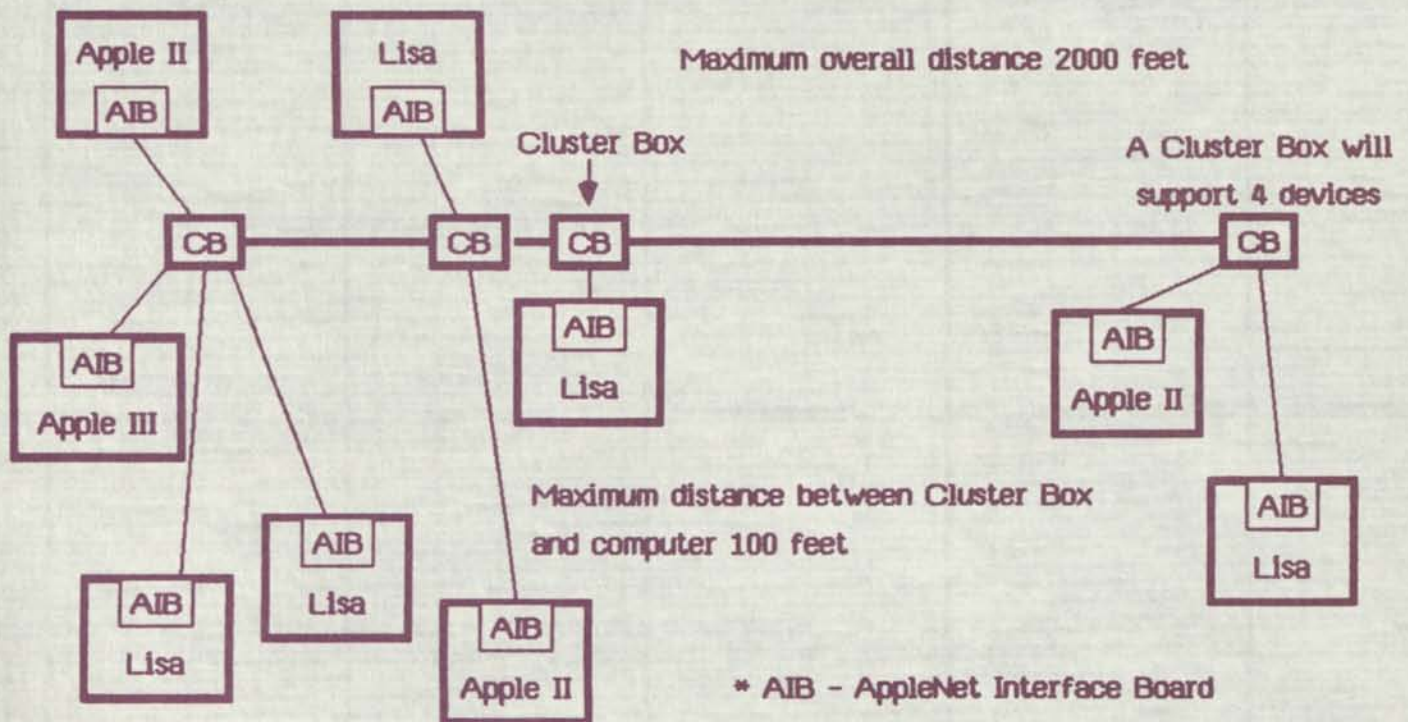 Apple II
AIB
Lisa
AIB
Maximum overall distance 2000 feet
Cluster Box
A Cluster Box will
support 4 devices
CB
CB
CB
CB
AIB
Apple III
AIB
Lisa
AIB
Apple II
Maximum distance between Cluster Box
and computer 100 feet
AIB
Lisa
AIB
Lisa
AIB
Lisa
AIB
Apple II
* AIB - AppleNet Interface Board